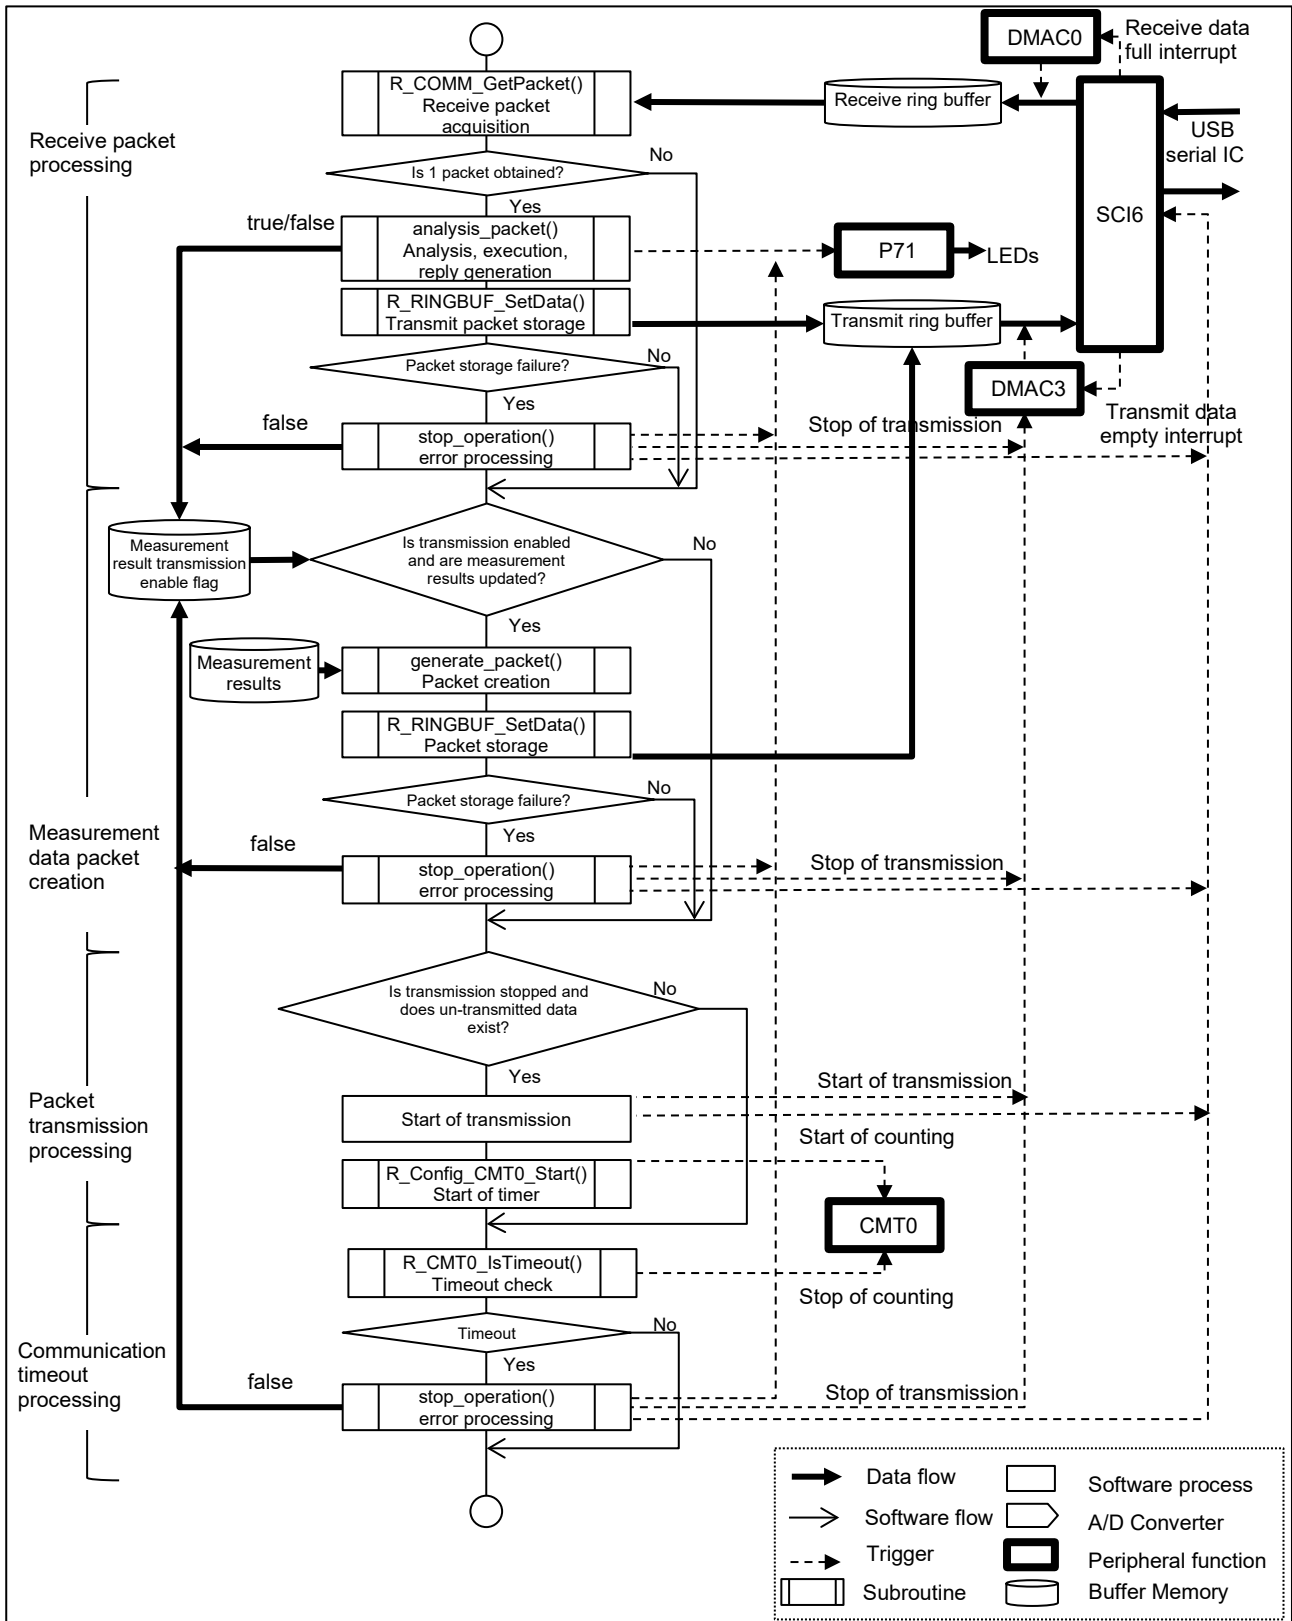 DMAC0
Receive data
full interrupt
R_COMM_GetPacket()
Receive packet
acquisition
Receive ring buffer
Receive packet
processing
USB
serial IC
No
Is 1 packet obtained?
Yes
SCI6
true/false
analysis_packet()
Analysis, execution,
reply generation
P71
LEDs
R_RINGBUF_SetData()
Transmit packet storage
Transmit ring buffer
No
Packet storage failure?
Yes
DMAC3
Transmit data
empty interrupt
false
stop_operation()
error processing
Stop of transmission
Measurement
result transmission
enable flag
Is transmission enabled
and are measurement
results updated?
No
Yes
Measurement
results
generate_packet()
Packet creation
R_RINGBUF_SetData()
Packet storage
No
Packet storage failure?
Yes
Measurement
data packet
creation
false
stop_operation()
error processing
Stop of transmission
Is transmission stopped and
does un-transmitted data
exist?
No
Yes
Start of transmission
Packet
transmission
processing
Start of transmission
Start of counting
R_Config_CMT0_Start()
Start of timer
CMT0
R_CMT0_IsTimeout()
Timeout check
Stop of counting
No
Timeout
Yes
Communication
timeout
processing
false
stop_operation()
error processing
Stop of transmission
Data flow
Software process
Software flow
A/D Converter
Trigger
Peripheral function
Subroutine
Buffer Memory